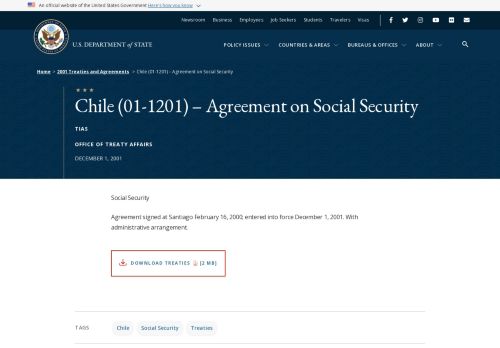 An official website of the United States Government Here's how you know
Newsroom Business Employees Job Seekers Students Travelers Visas
U.S. DEPARTMENT of STATE
POLICY ISSUES COUNTRIES & AREAS BUREAUS & OFFICES ABOUT
Home > 2001 Treaties and Agreements > Chile (01-1201) – Agreement on Social Security
Chile (01-1201) – Agreement on Social Security
TIAS
OFFICE OF TREATY AFFAIRS
DECEMBER 1, 2001
Social Security
Agreement signed at Santiago February 16, 2000; entered into force December 1, 2001. With
administrative arrangement.
DOWNLOAD TREATIES [2 MB]
TAGS Chile Social Security Treaties